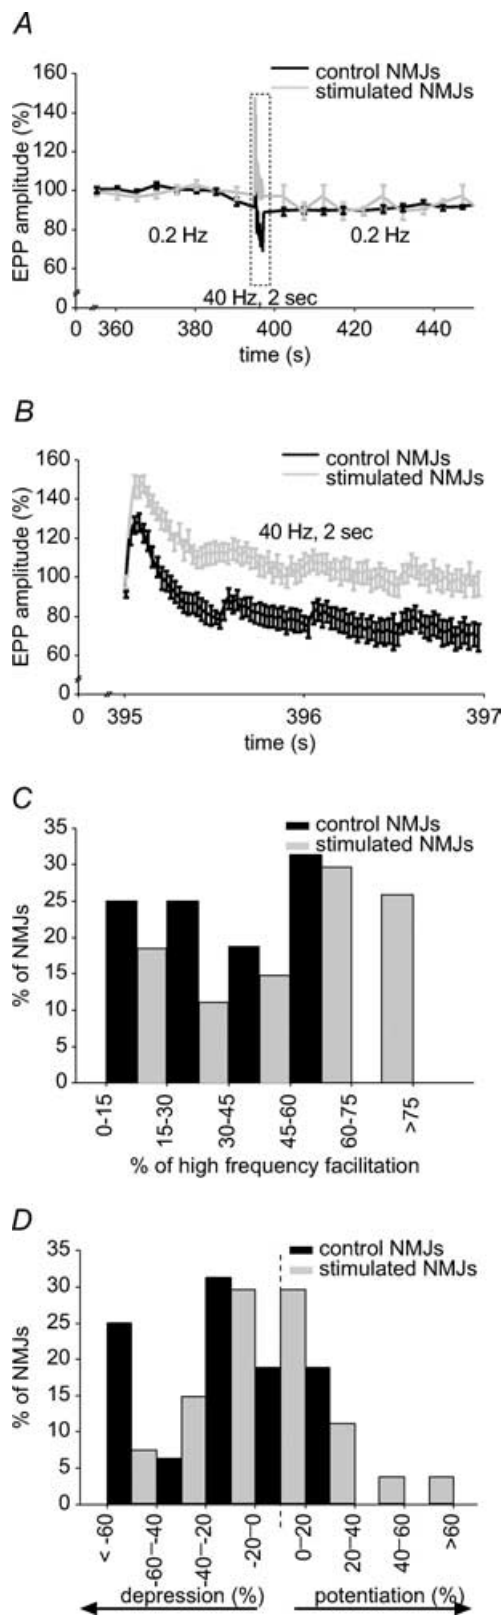 A
160
140
120
100
80
60
0
EPP amplitude (%)
control NMJs
stimulated NMJs
0.2 Hz
0.2 Hz
40 Hz, 2 sec
0
360
380
400
420
440
time (s)
B
160
140
120
100
80
60
0
EPP amplitude (%)
control NMJs
stimulated NMJs
40 Hz, 2 sec
0
395
396
397
time (s)
C
35
30
25
20
15
10
5
0
% of NMJs
control NMJs
stimulated NMJs
0-15
15-30
30-45
45-60
60-75
>75
% of high frequency facilitation
D
35
30
25
20
15
10
5
0
% of NMJs
control NMJs
stimulated NMJs
< -60
-60–-40
-40–-20
-20–0
0–20
20–40
40–60
>60
depression (%)
potentiation (%)